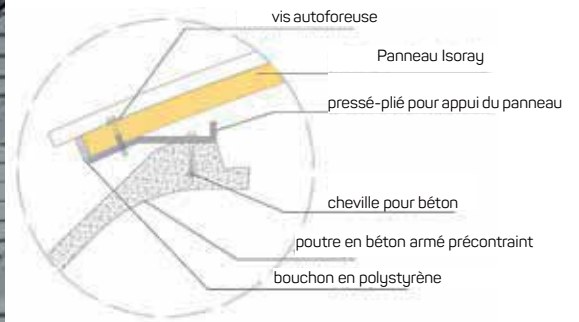 vis autoforeuse
Panneau Isoray
pressé-plié pour appui du panneau
cheville pour béton
poutre en béton armé précontraint
bouchon en polystyrène